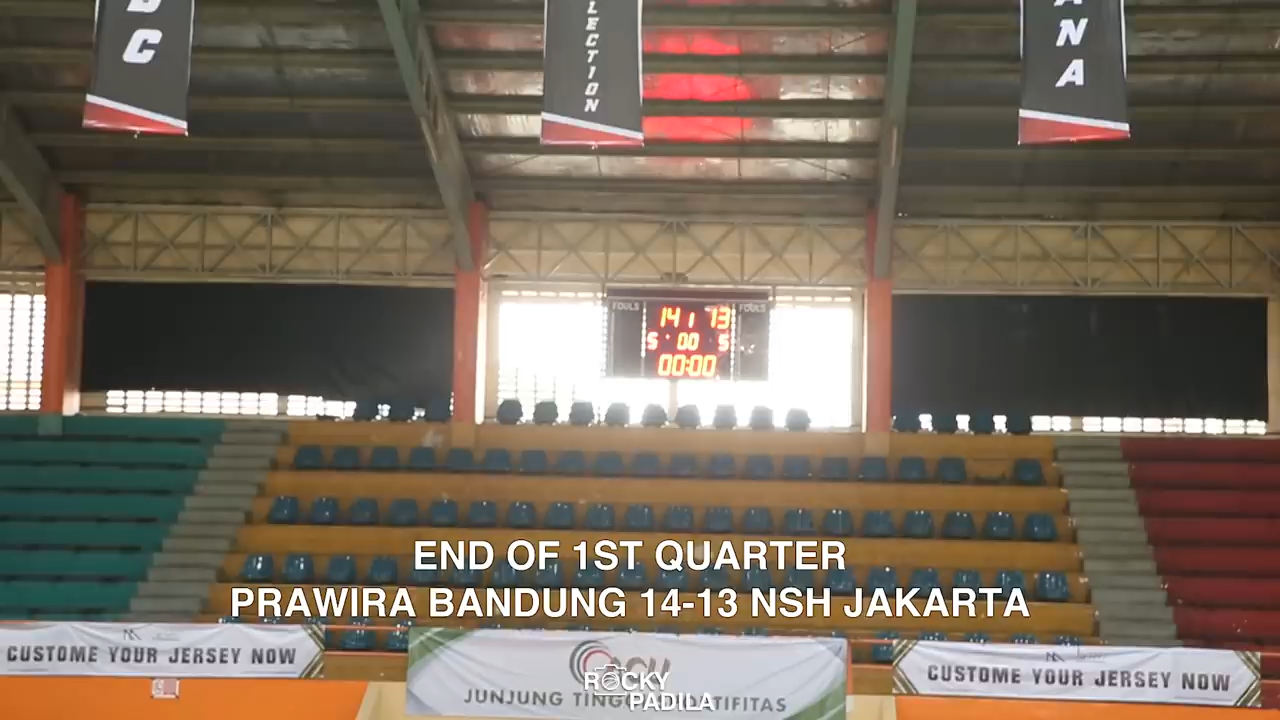 DC
LECTION
ANA
FOULS
FOULS
14 1 13
5 00 5
00:00
END OF 1ST QUARTER
PRAWIRA BANDUNG 14-13 NSH JAKARTA
CUSTOME YOUR JERSEY NOW
CUSTOME YOUR JERSEY NOW
JUNJUNG
ROCKY
PADILA